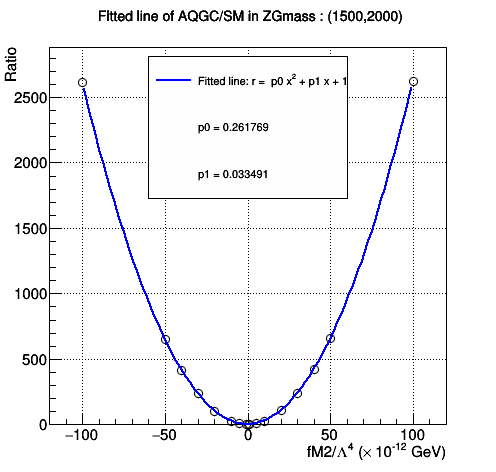 FItted line of AQGC/SM in ZGmass : (1500,2000)
Ratio
Fitted line: r = p0 x² + p1 x + 1
p0 = 0.261769
p1 = 0.033491
2500
2000
1500
1000
500
0
−100 −50 0 50 100
fM2/Λ⁴ (× 10⁻¹² GeV)